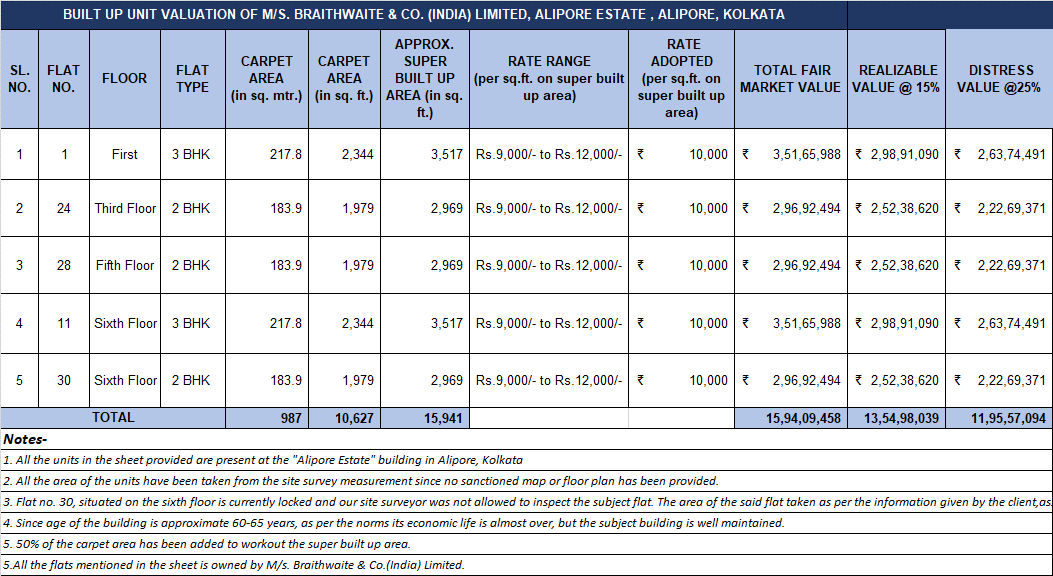 BUILT UP UNIT VALUATION OF M/S. BRAITHWAITE & CO. (INDIA) LIMITED, ALIPORE ESTATE , ALIPORE, KOLKATA
SL. NO. FLAT NO. FLOOR FLAT TYPE CARPET AREA (in sq. mtr.) CARPET AREA (in sq. ft.) APPROX. SUPER BUILT UP AREA (in sq. ft.) RATE RANGE (per sq.ft. on super built up area) RATE ADOPTED (per sq.ft. on super built up area) TOTAL FAIR MARKET VALUE REALIZABLE VALUE @ 15% DISTRESS VALUE @25%
1 1 First 3 BHK 217.8 2,344 3,517 Rs.9,000/- to Rs.12,000/- ₹ 10,000 ₹ 3,51,65,988 ₹ 2,98,91,090 ₹ 2,63,74,491
2 24 Third Floor 2 BHK 183.9 1,979 2,969 Rs.9,000/- to Rs.12,000/- ₹ 10,000 ₹ 2,96,92,494 ₹ 2,52,38,620 ₹ 2,22,69,371
3 28 Fifth Floor 2 BHK 183.9 1,979 2,969 Rs.9,000/- to Rs.12,000/- ₹ 10,000 ₹ 2,96,92,494 ₹ 2,52,38,620 ₹ 2,22,69,371
4 11 Sixth Floor 3 BHK 217.8 2,344 3,517 Rs.9,000/- to Rs.12,000/- ₹ 10,000 ₹ 3,51,65,988 ₹ 2,98,91,090 ₹ 2,63,74,491
5 30 Sixth Floor 2 BHK 183.9 1,979 2,969 Rs.9,000/- to Rs.12,000/- ₹ 10,000 ₹ 2,96,92,494 ₹ 2,52,38,620 ₹ 2,22,69,371
TOTAL 987 10,627 15,941 15,94,09,458 13,54,98,039 11,95,57,094
Notes-
1. All the units in the sheet provided are present at the "Alipore Estate" building in Alipore, Kolkata
2. All the area of the units have been taken from the site survey measurement since no sanctioned map or floor plan has been provided.
3. Flat no. 30, situated on the sixth floor is currently locked and our site surveyor was not allowed to inspect the subject flat. The area of the said flat taken as per the information given by the client,as
4. Since age of the building is approximate 60-65 years, as per the norms its economic life is almost over, but the subject building is well maintained.
5. 50% of the carpet area has been added to workout the super built up area.
5.All the flats mentioned in the sheet is owned by M/s. Braithwaite & Co.(India) Limited.